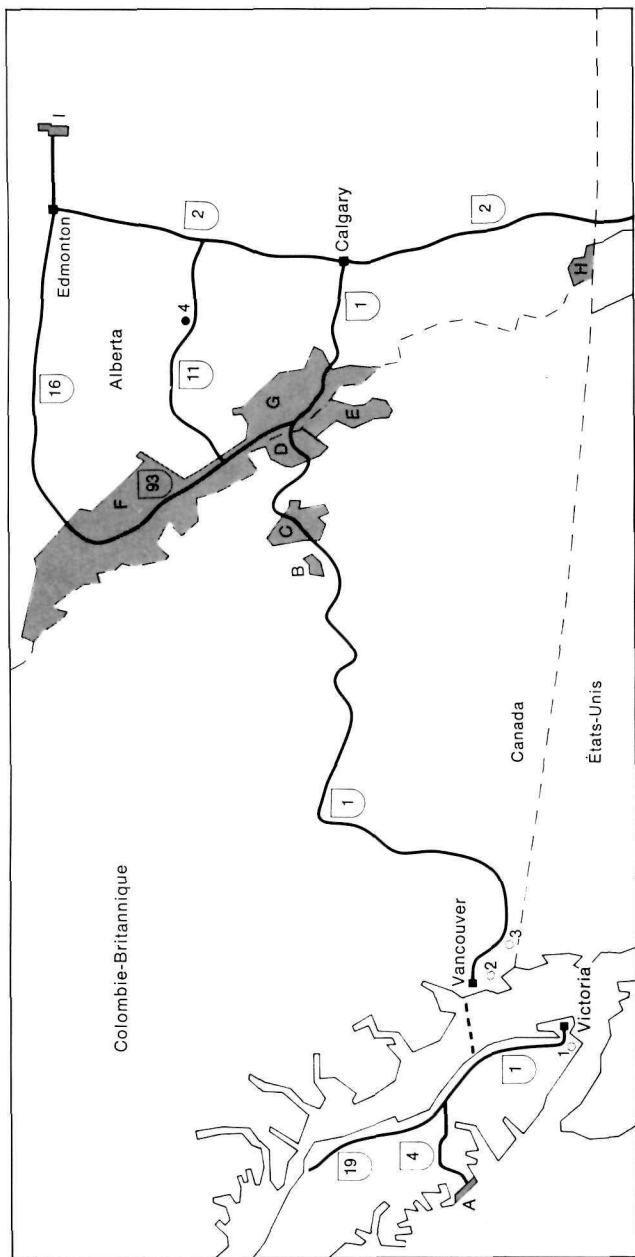 Colombie-Britannique
Alberta
Edmonton
I
16
2
F
93
11
4
G
Calgary
D
E
1
2
C
B
H
1
Canada
États-Unis
Vancouver
2
3
Victoria
1
1
19
4
A